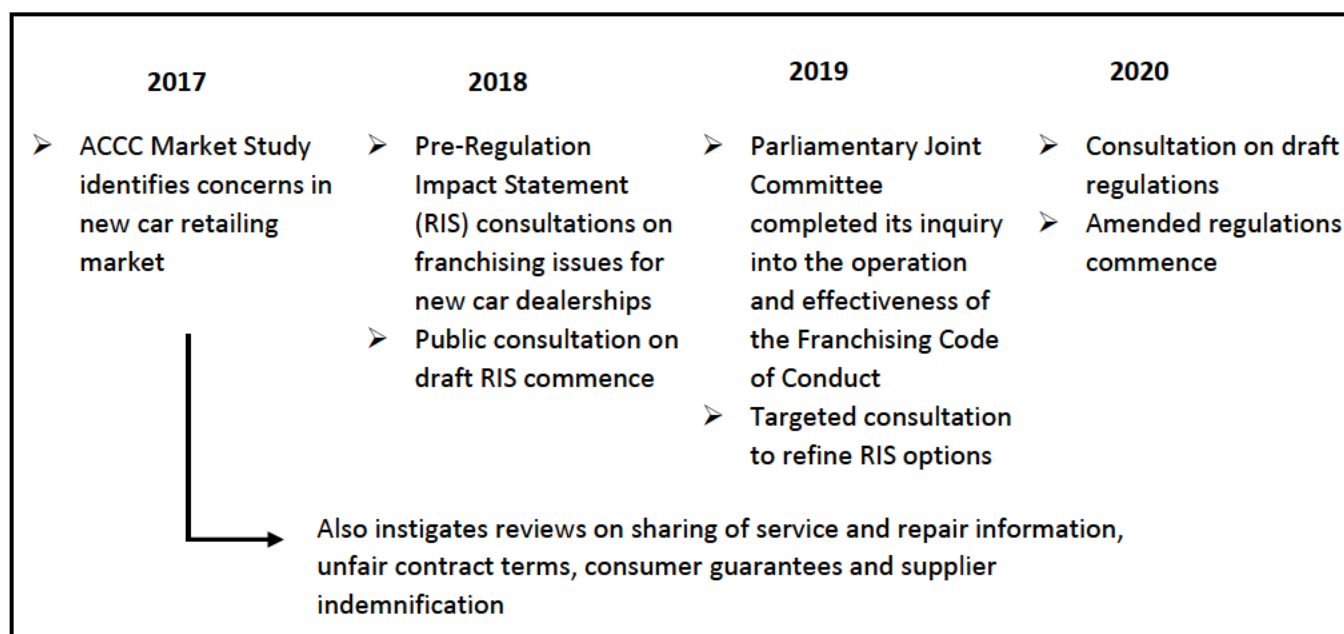 2017
➢ ACCC Market Study
identifies concerns in
new car retailing
market
2018
➢ Pre-Regulation
Impact Statement
(RIS) consultations on
franchising issues for
new car dealerships
➢ Public consultation on
draft RIS commence
2019
➢ Parliamentary Joint
Committee
completed its inquiry
into the operation
and effectiveness of
the Franchising Code
of Conduct
➢ Targeted consultation
to refine RIS options
2020
➢ Consultation on draft
regulations
➢ Amended regulations
commence
Also instigates reviews on sharing of service and repair information,
unfair contract terms, consumer guarantees and supplier
indemnification